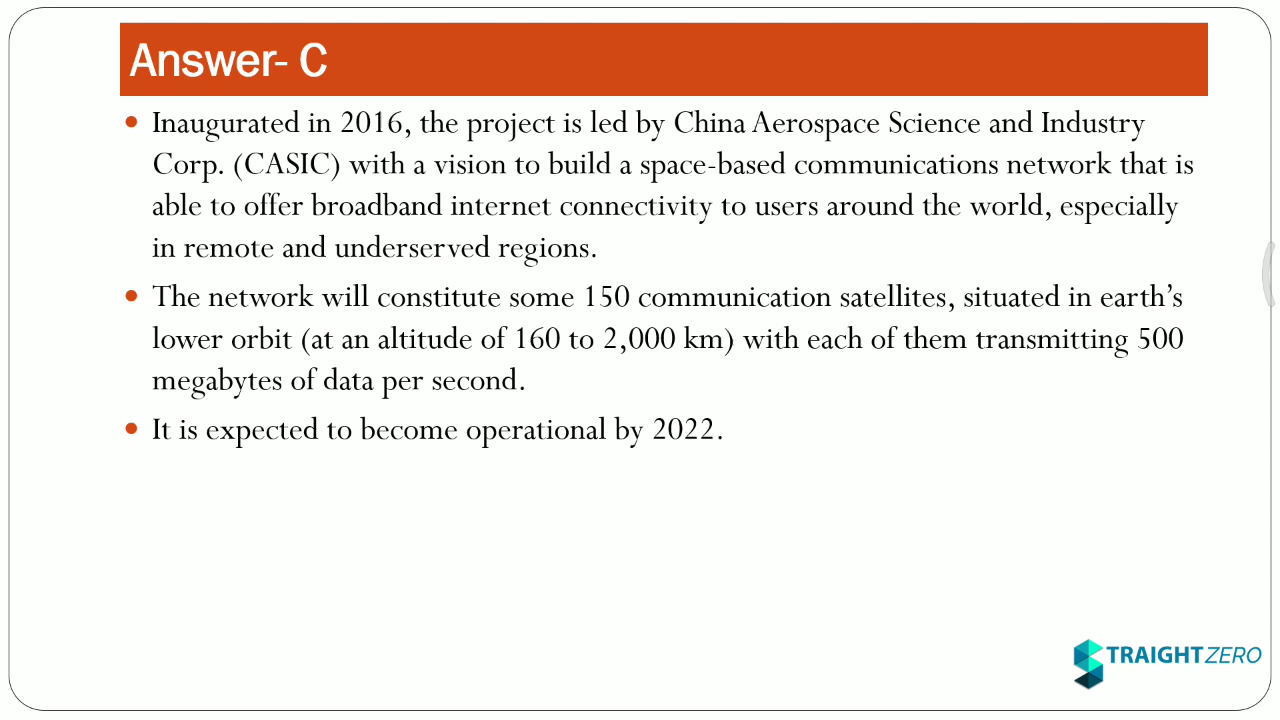 Answer- C
Inaugurated in 2016, the project is led by China Aerospace Science and Industry
Corp. (CASIC) with a vision to build a space-based communications network that is
able to offer broadband internet connectivity to users around the world, especially
in remote and underserved regions.
The network will constitute some 150 communication satellites, situated in earth’s
lower orbit (at an altitude of 160 to 2,000 km) with each of them transmitting 500
megabytes of data per second.
It is expected to become operational by 2022.
STRAIGHTZERO